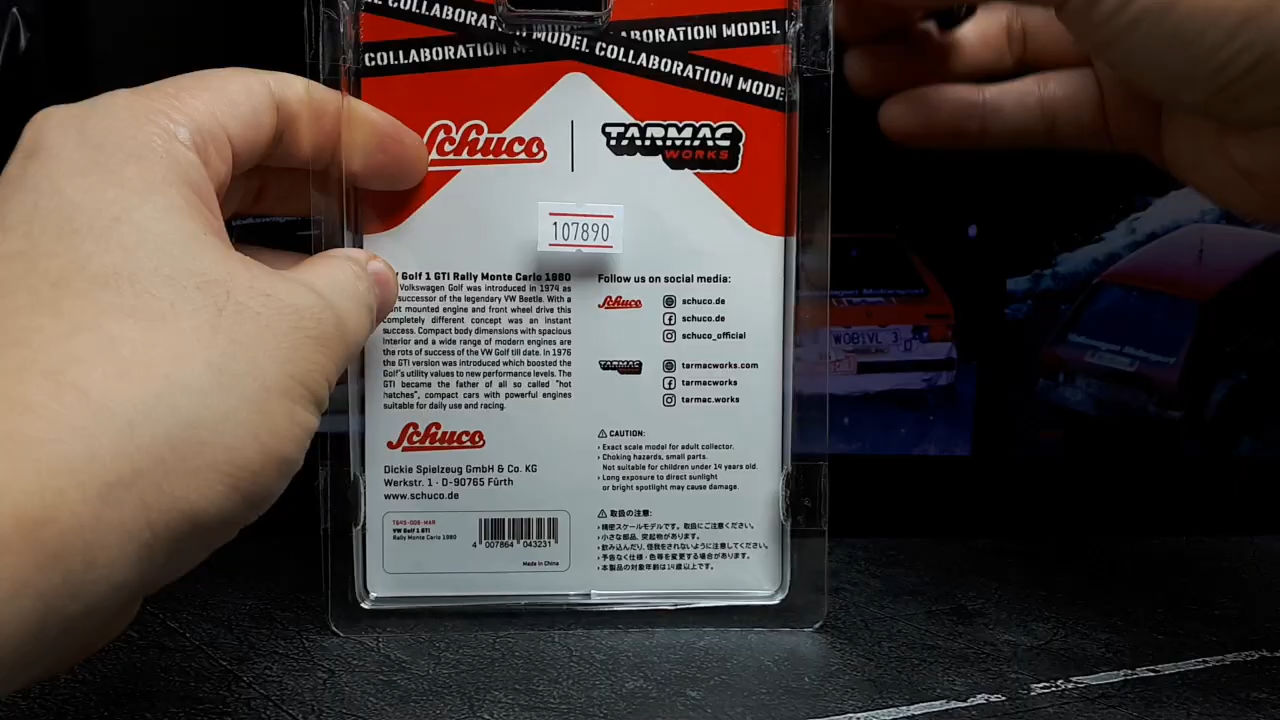 COLLABORATION MODEL
COLLABORATION MODEL
COLLABORATION
MODEL COLLABORATION MODE
Schuco
TARMAC
WORKS
107890
Golf 1 GTI Rally Monte Carlo 1980
Volkswagen Golf was introduced in 1974 as
successor of the legendary VW Beetle. With a
mounted engine and front wheel drive this
completely different concept was an instant
success. Compact body dimensions with spacious
interior and a wide range of modern engines are
the rots of success of the VW Golf till date. In 1976
the GTI version was introduced which boosted the
Golf's utility values to new performance levels. The
GTI became the father of all so called "hot
hatches", compact cars with powerful engines
suitable for daily use and racing.
Follow us on social media:
Schuco
schuco.de
schuco.de
schuco_official
TARMAC
WORKS
tarmacworks.com
tarmacworks
tarmac.works
Schuco
Dickie Spielzeug GmbH & Co. KG
Werkstr. 1 · D-90765 Fürth
www.schuco.de
T64S-008-MAR
VW Golf 1 GTI
Rally Monte Carlo 1980
4 007864 043231
Made in China
CAUTION:
› Exact scale model for adult collector.
› Choking hazards, small parts.
Not suitable for children under 14 years old.
› Long exposure to direct sunlight
or bright spotlight may cause damage.
取扱の注意:
› 精密スケールモデルです。取扱にご注意ください。
› 小さな部品、突起物があります。
› 飲み込んだり、怪我をされないように注意してください。
› 予告なく仕様・色等を変更する場合があります。
› 本製品の対象年齢は14歳以上です。
Volkswagen Motorsport
WOB VL 3
Volkswagen Motorsport